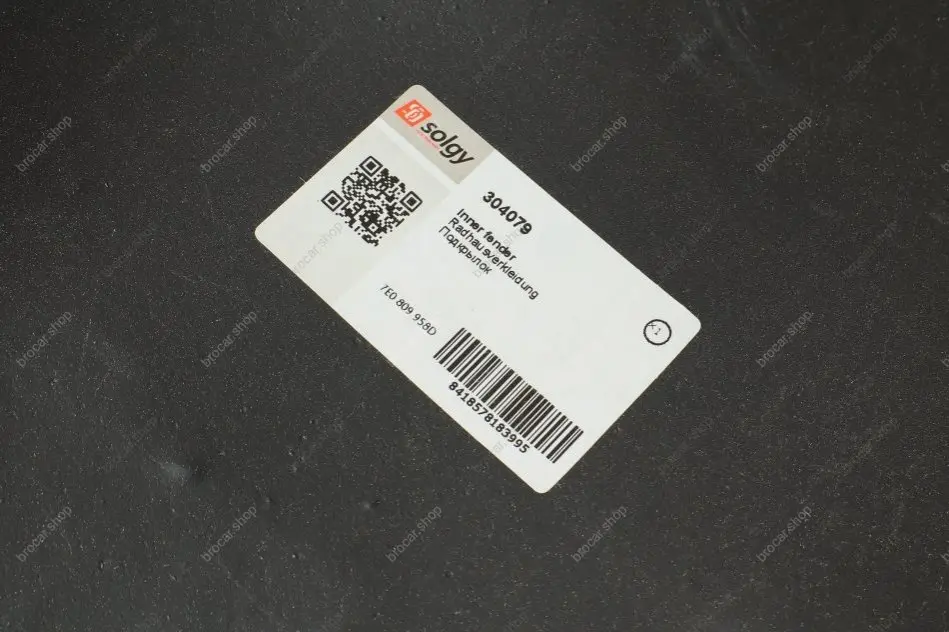 solgy
304079
Inner fender
Radhausverkleidung
Подкрылок
7E0 809 958D
x1
8418578183995
brocar.shop